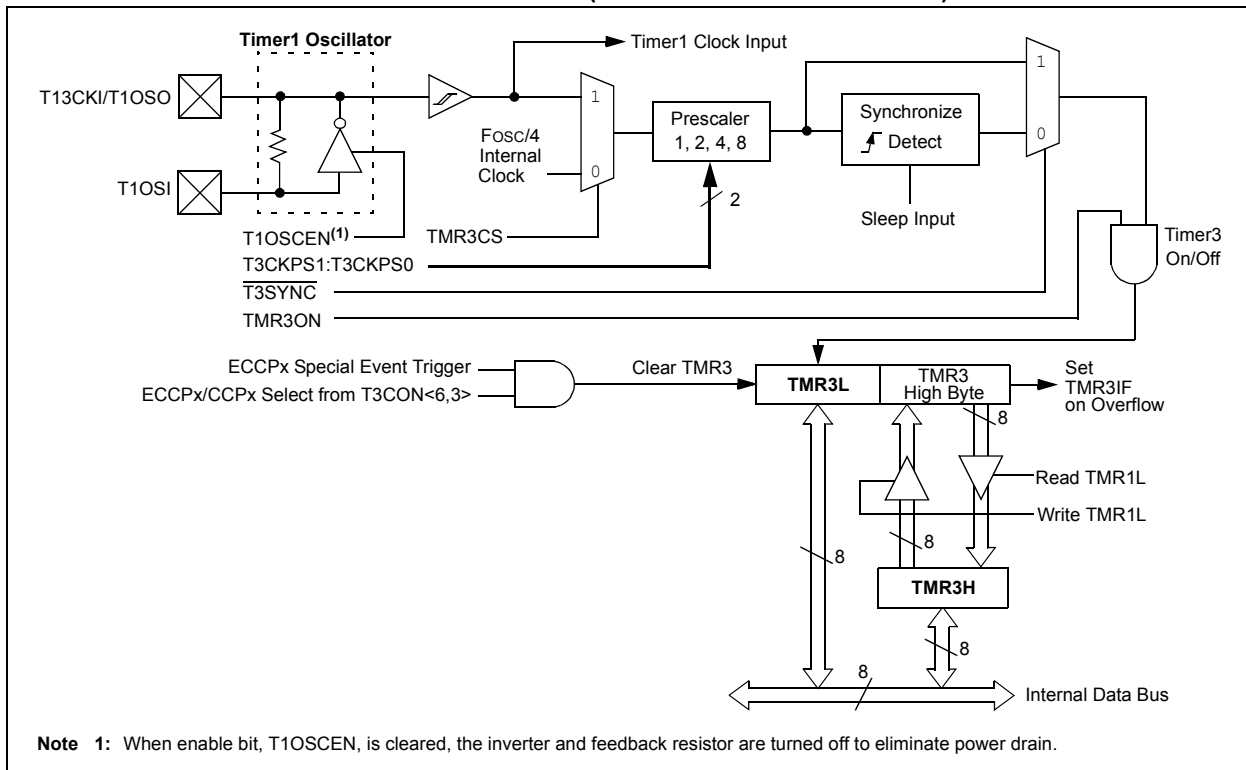 Timer1 Oscillator
Timer1 Clock Input
T13CKI/T1OSO
T1OSI
1
0
FOSC/4
Internal
Clock
Prescaler
1, 2, 4, 8
2
Synchronize
Detect
Sleep Input
1
0
Timer3
On/Off
T1OSCEN(1)
TMR3CS
T3CKPS1:T3CKPS0
T3SYNC
TMR3ON
ECCPx Special Event Trigger
ECCPx/CCPx Select from T3CON<6,3>
Clear TMR3
TMR3L
TMR3
High Byte
Set
TMR3IF
on Overflow
8
Read TMR1L
Write TMR1L
8
8
TMR3H
8
8
Internal Data Bus
Note 1: When enable bit, T1OSCEN, is cleared, the inverter and feedback resistor are turned off to eliminate power drain.